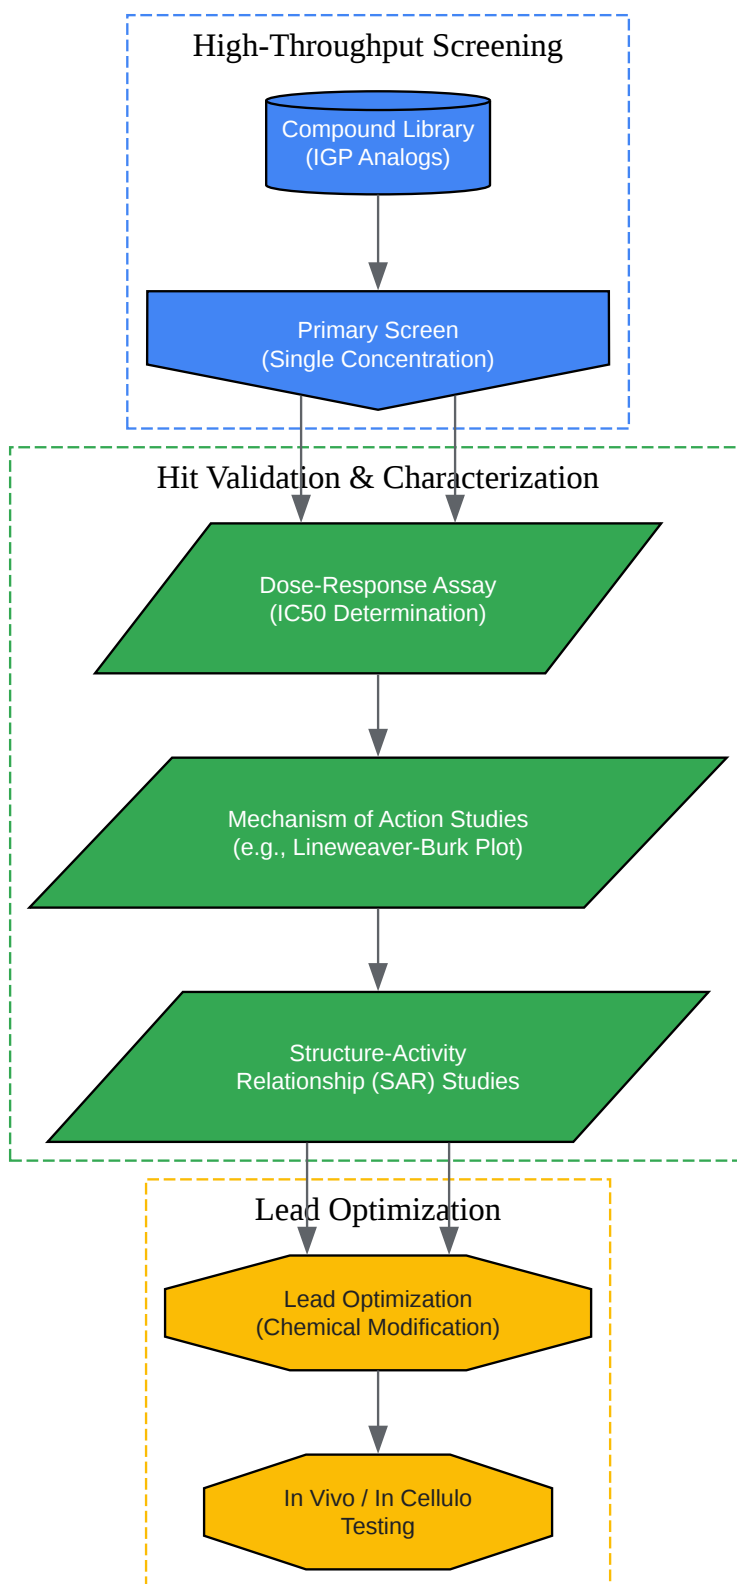 High-Throughput Screening
Compound Library
(IGP Analogs)
Primary Screen
(Single Concentration)
Hit Validation & Characterization
Dose-Response Assay
(IC50 Determination)
Mechanism of Action Studies
(e.g., Lineweaver-Burk Plot)
Structure-Activity
Relationship (SAR) Studies
Lead Optimization
Lead Optimization
(Chemical Modification)
In Vivo / In Cellulo
Testing